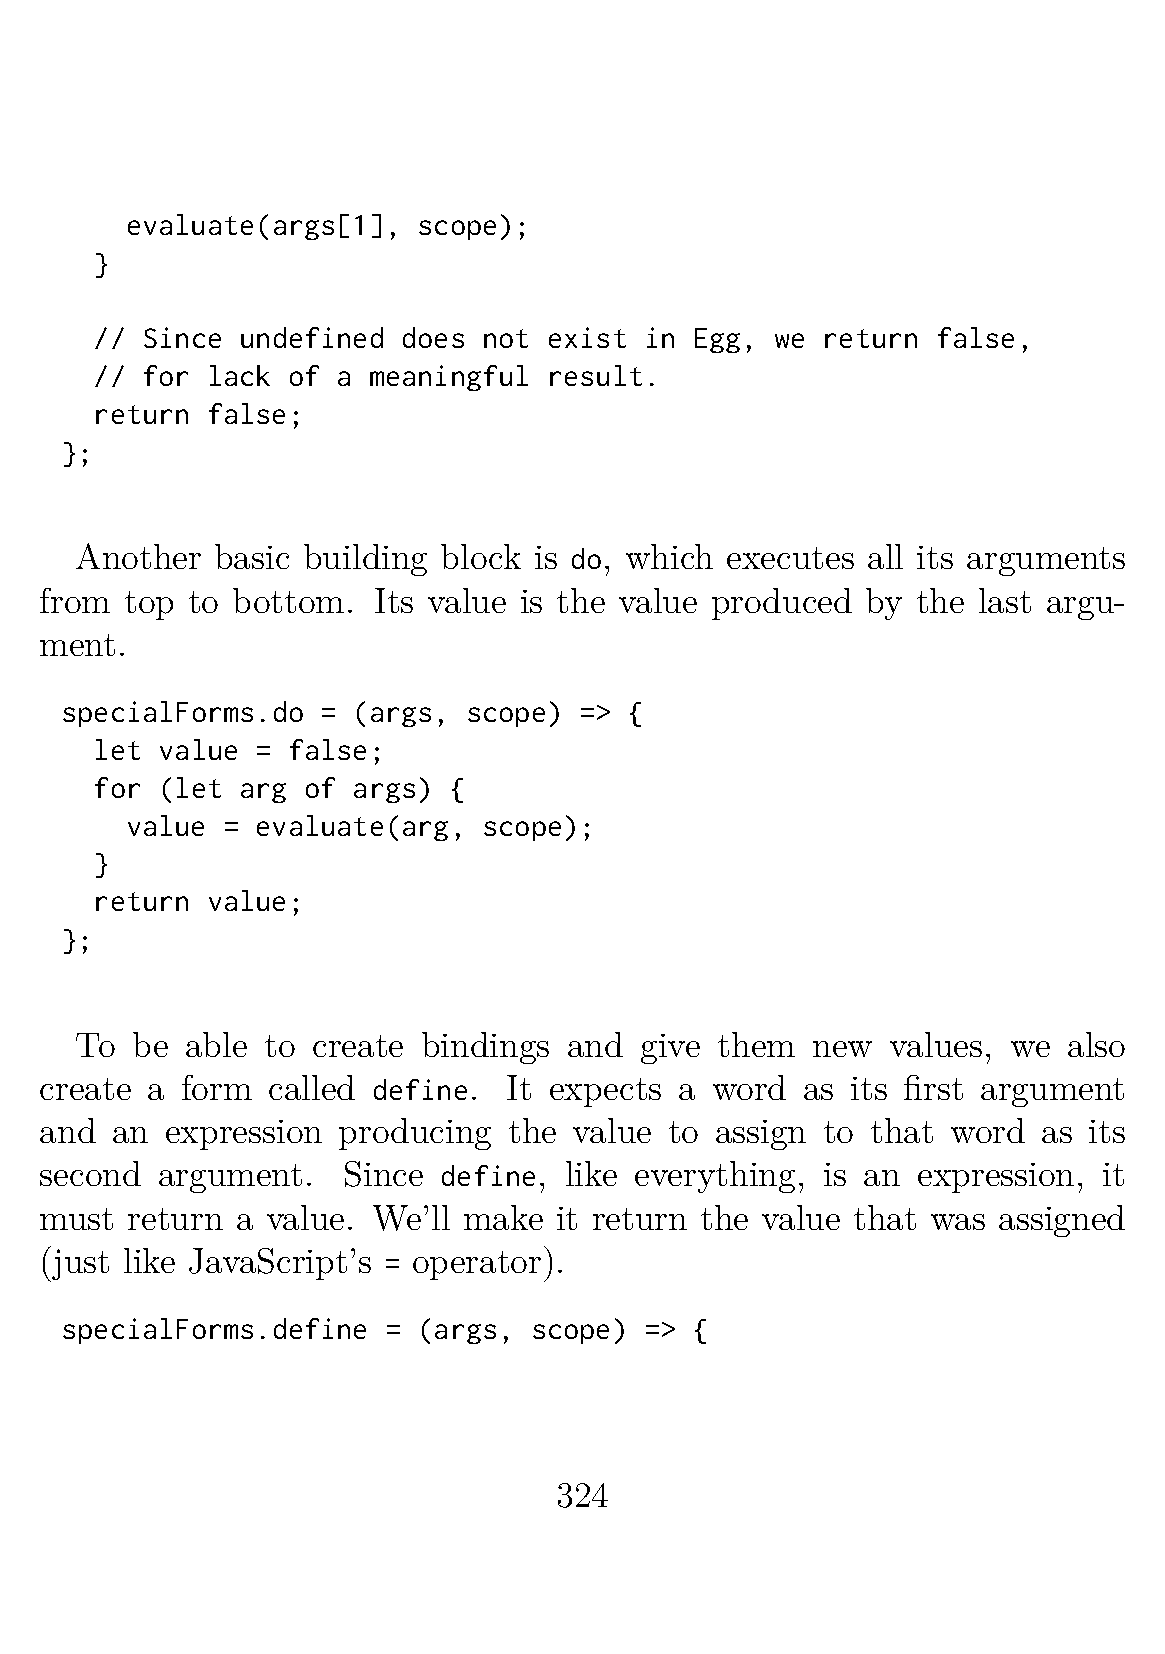 evaluate(args[1], scope);
}
// Since undefined does not exist in Egg, we return false,
// for lack of a meaningful result.
return false;
};
Another basic building block is do, which executes all its arguments
from top to bottom. Its value is the value produced by the last argu-
ment.
specialForms.do = (args, scope) => {
let value = false;
for (let arg of args) {
value = evaluate(arg, scope);
}
return value;
};
To be able to create bindings and give them new values, we also
create a form called define. It expects a word as its first argument
and an expression producing the value to assign to that word as its
second argument. Since define, like everything, is an expression, it
must return a value. We'll make it return the value that was assigned
(just like JavaScript's = operator).
specialForms.define = (args, scope) => {
324